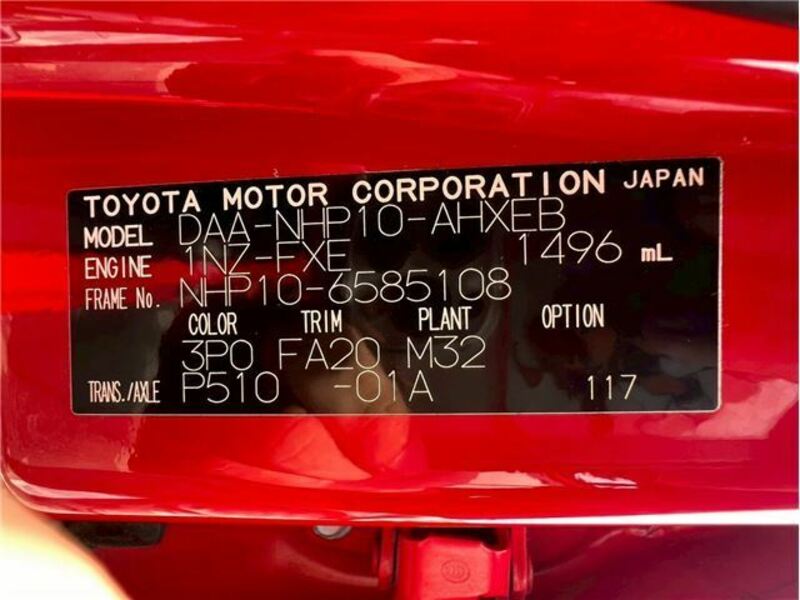 TOYOTA MOTOR CORPORATION JAPAN
MODEL DAA-NHP10-AHXEB
ENGINE 1NZ-FXE 1496 mL
FRAME No. NHP10-6585108
COLOR TRIM PLANT OPTION
3P0 FA20 M32
TRANS./AXLE P510 -01A 117